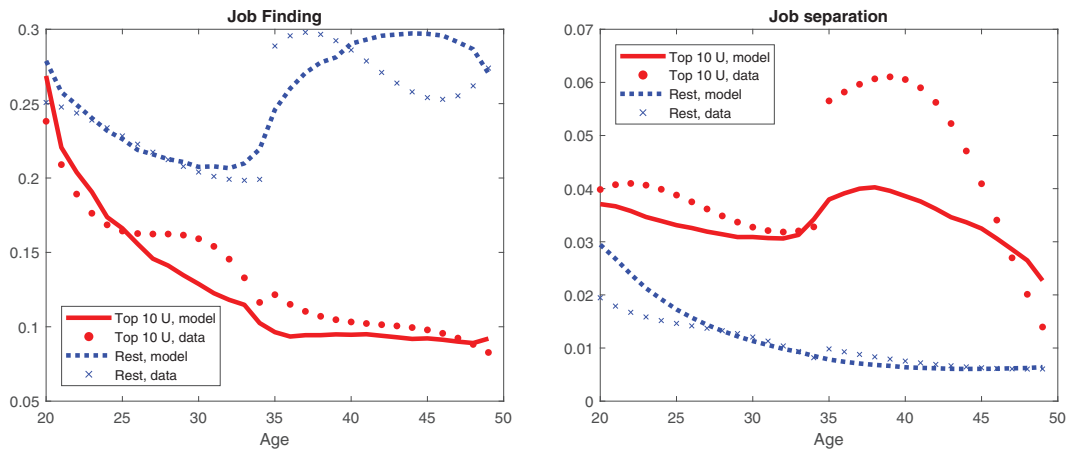 Job Finding
0.3
0.25
0.2
0.15
0.1
0.05
Top 10 U, model
Top 10 U, data
Rest, model
Rest, data
20 25 30 35 40 45 50
Age
Job separation
0.07
0.06
0.05
0.04
0.03
0.02
0.01
0
Top 10 U, model
Top 10 U, data
Rest, model
Rest, data
20 25 30 35 40 45 50
Age